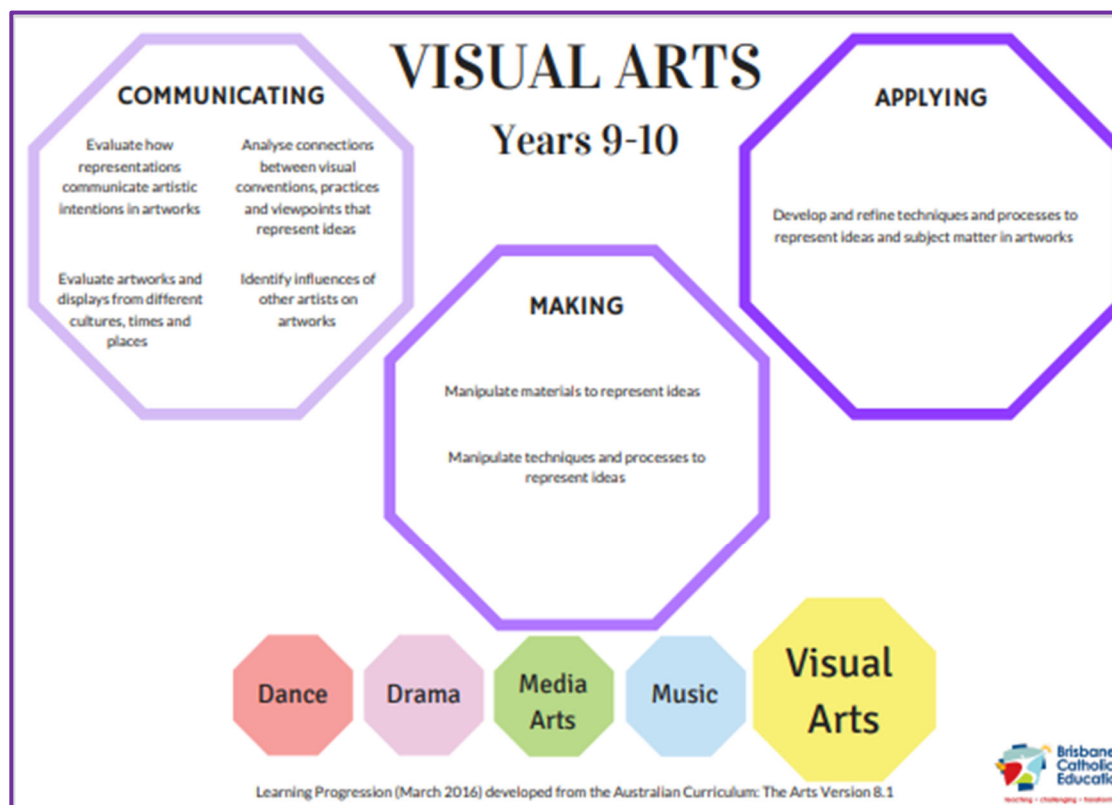 VISUAL ARTS
Years 9-10
COMMUNICATING
Evaluate how
representations
communicate artistic
intentions in artworks
Analyse connections
between visual
conventions, practices
and viewpoints that
represent ideas
Evaluate artworks and
displays from different
cultures, times and
places
Identify influences of
other artists on
artworks
APPLYING
Develop and refine techniques and processes to
represent ideas and subject matter in artworks
MAKING
Manipulate materials to represent ideas
Manipulate techniques and processes to
represent ideas
Dance
Drama
Media
Arts
Music
Visual
Arts
Learning Progression (March 2016) developed from the Australian Curriculum: The Arts Version 8.1
Brisbane
Catholic
Educatio
teaching • challenging •